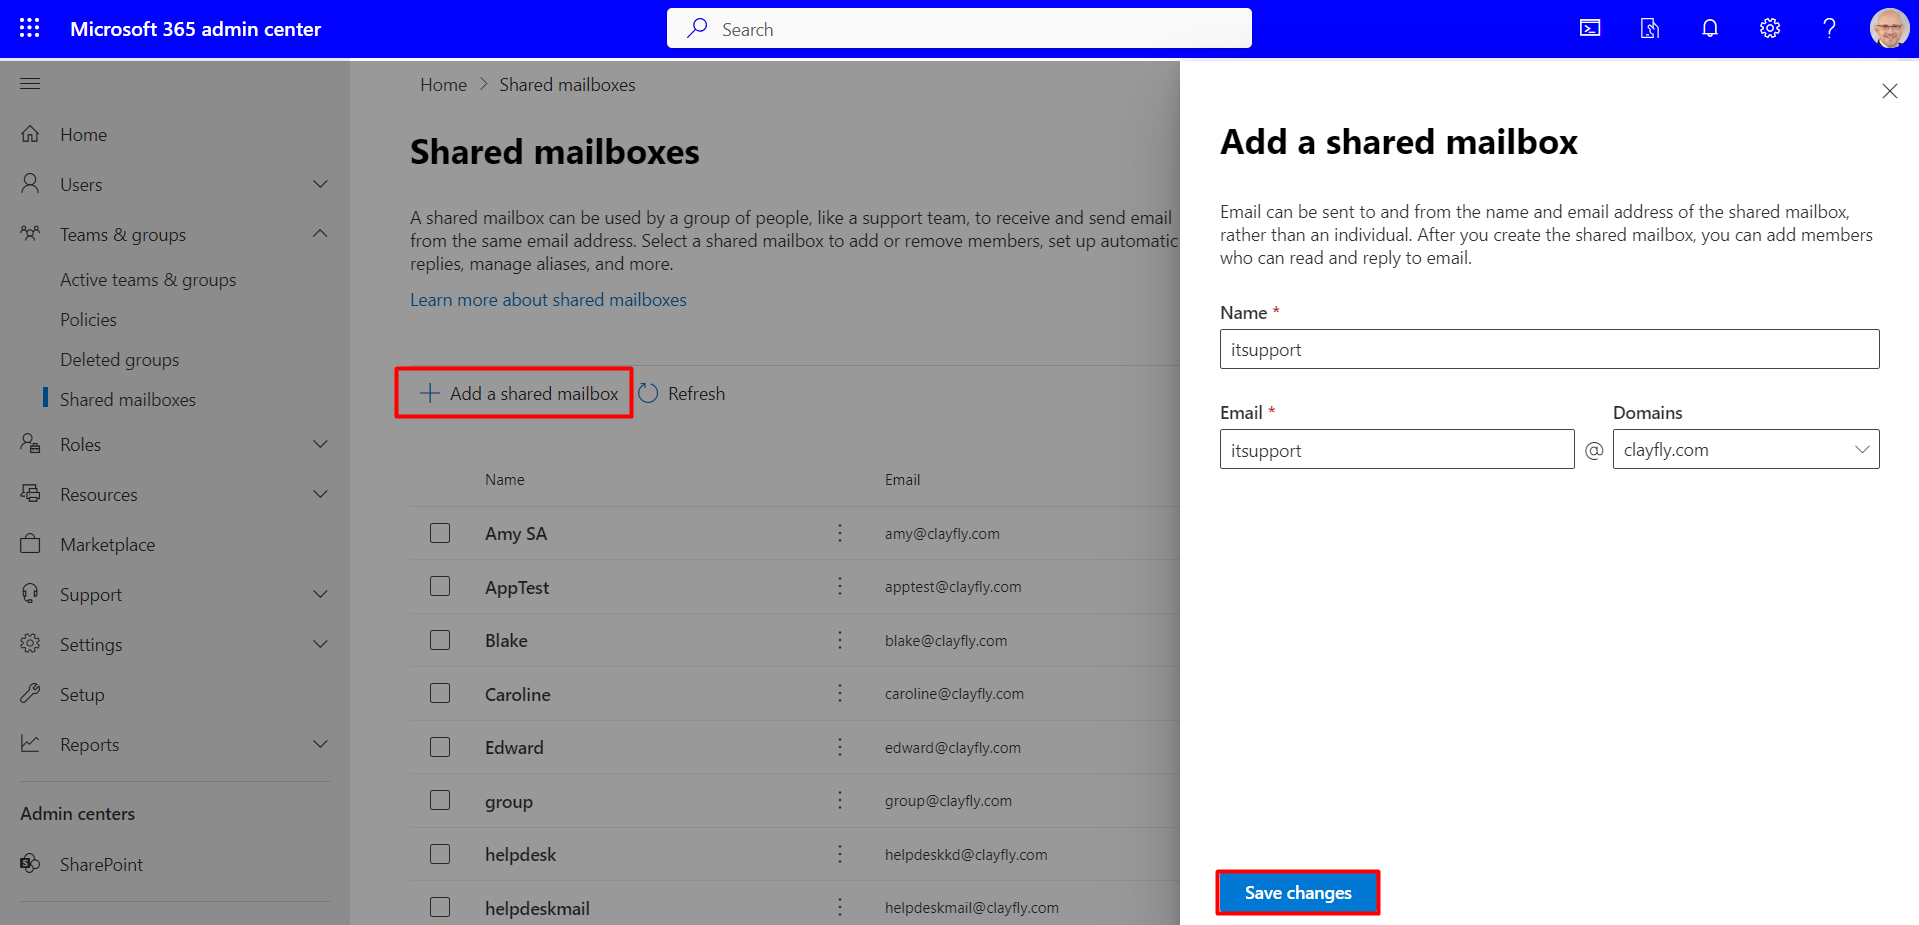 Microsoft 365 admin center
Search
Home
Users
Teams & groups
Active teams & groups
Policies
Deleted groups
Shared mailboxes
Roles
Resources
Marketplace
Support
Settings
Setup
Reports
Admin centers
SharePoint
Home > Shared mailboxes
Shared mailboxes
A shared mailbox can be used by a group of people, like a support team, to receive and send email
from the same email address. Select a shared mailbox to add or remove members, set up automatic
replies, manage aliases, and more.
Learn more about shared mailboxes
Add a shared mailbox Refresh
Name Email
Amy SA amy@clayfly.com
AppTest apptest@clayfly.com
Blake blake@clayfly.com
Caroline caroline@clayfly.com
Edward edward@clayfly.com
group group@clayfly.com
helpdesk helpdeskkd@clayfly.com
helpdeskmail helpdeskmail@clayfly.com
Add a shared mailbox
Email can be sent to and from the name and email address of the shared mailbox,
rather than an individual. After you create the shared mailbox, you can add members
who can read and reply to email.
Name *
itsupport
Email * Domains
itsupport @ clayfly.com
Save changes